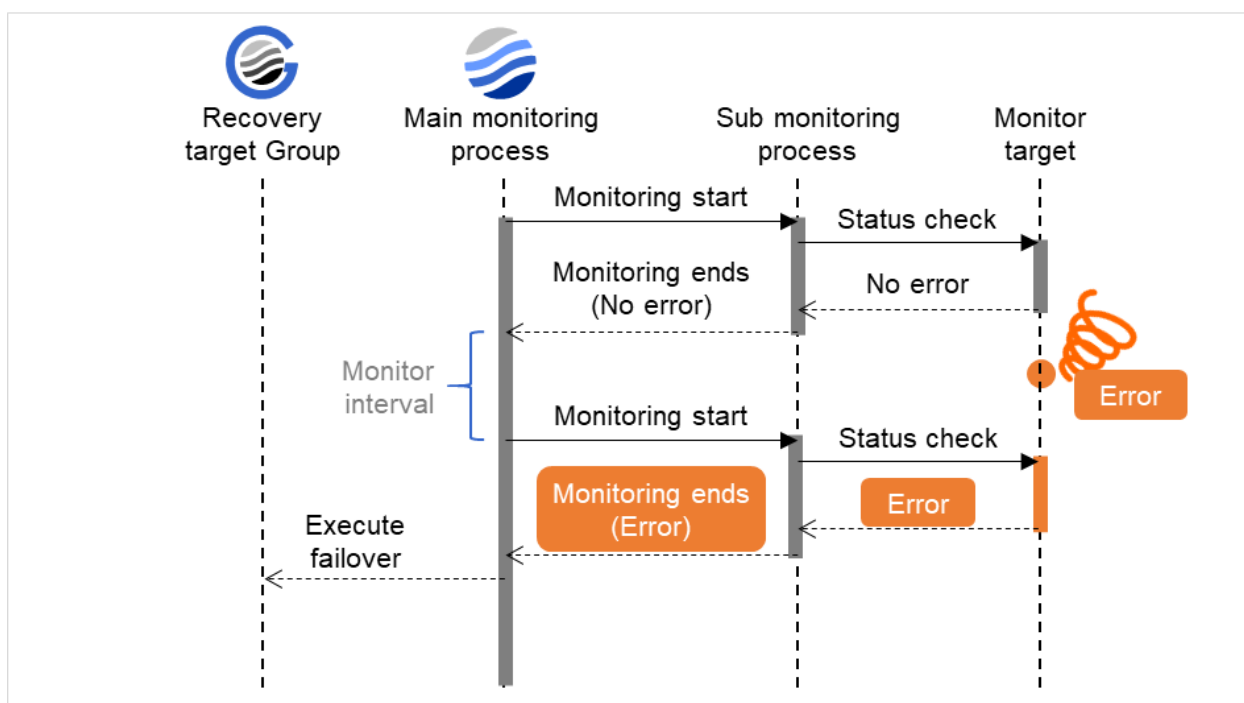 Recovery
target Group
Main monitoring
process
Sub monitoring
process
Monitor
target
Monitoring start
Status check
Monitoring ends
(No error)
No error
Monitor
interval
Error
Monitoring start
Status check
Monitoring ends
(Error)
Error
Execute
failover